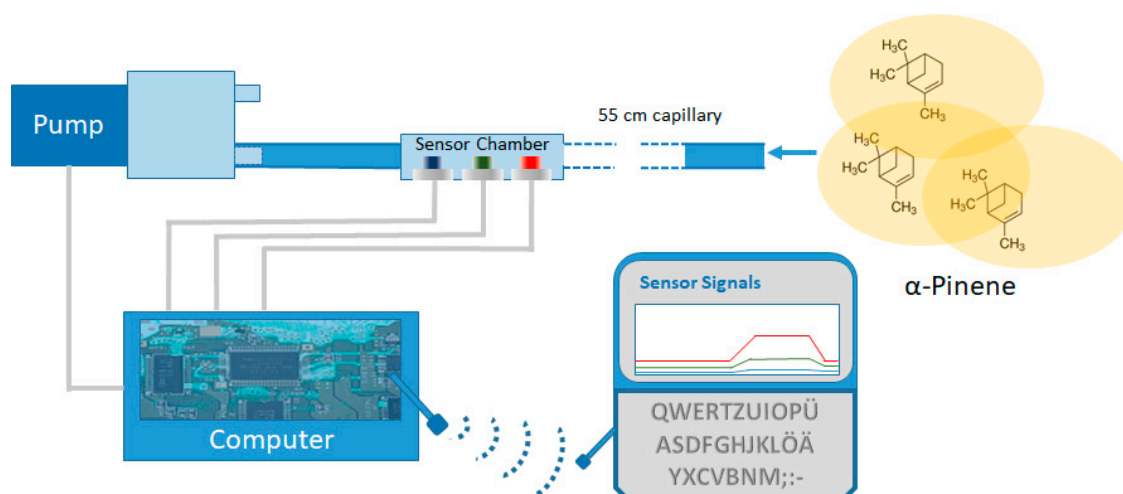 Pump
Sensor Chamber
55 cm capillary
H₃C
H₃C
CH₃
H₃C
H₃C
CH₃
H₃C
H₃C
CH₃
α-Pinene
Computer
Sensor Signals
QWERTZUIOPÜ
ASDFGHJKLÖÄ
YXCVBNM;:-